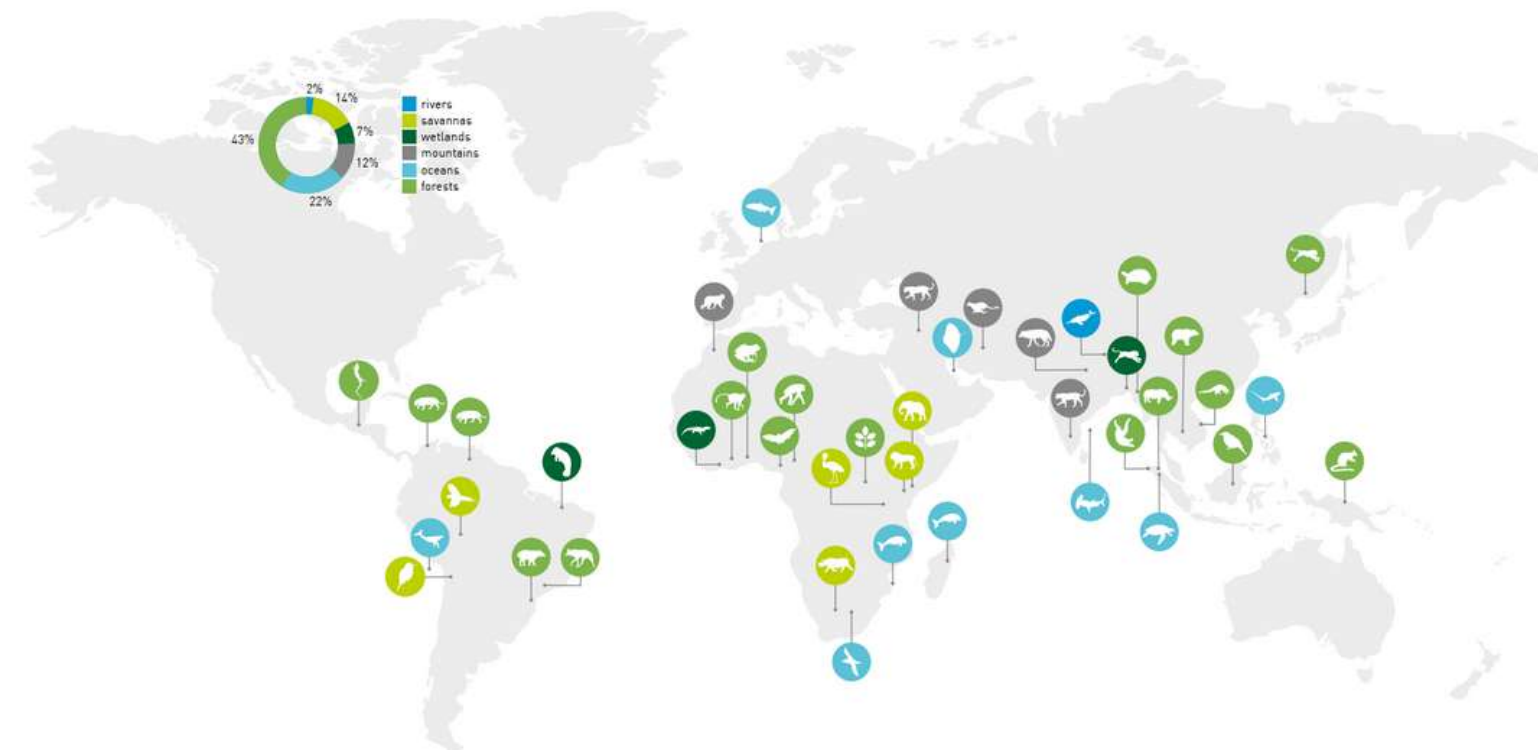 2%
14%
43%
7%
12%
22%
rivers
savannas
wetlands
mountains
oceans
forests